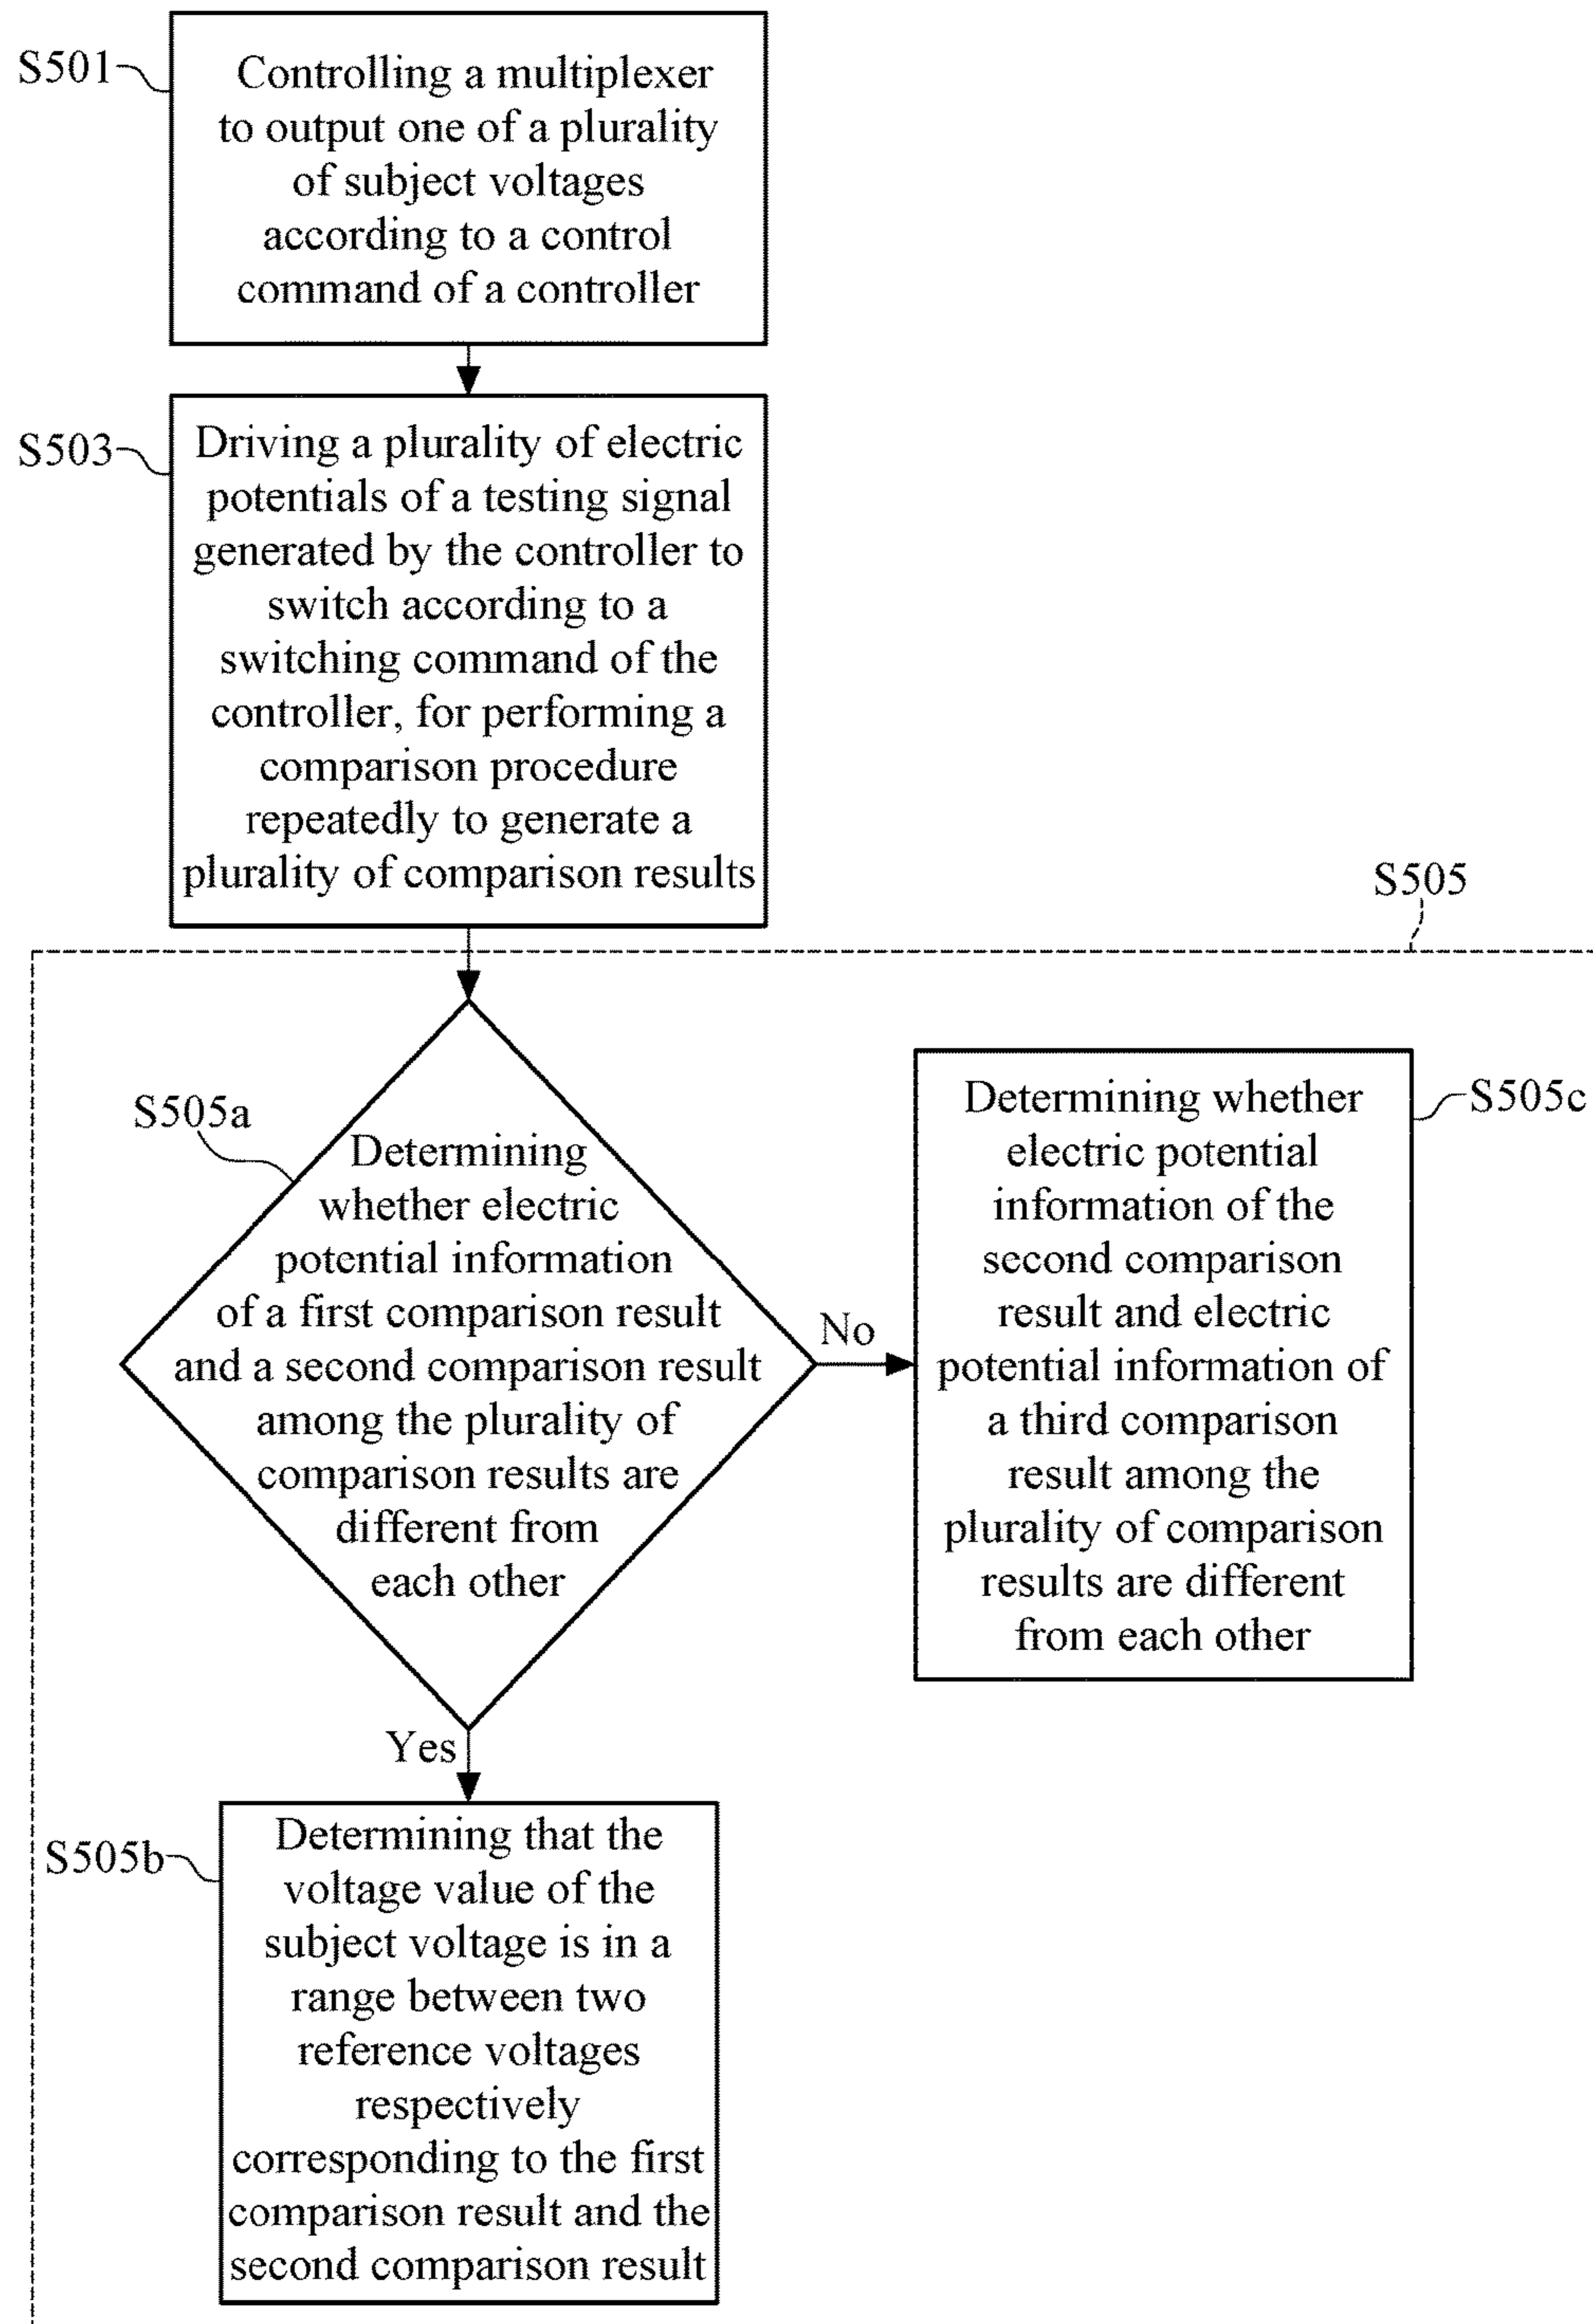 S501
Controlling a multiplexer
to output one of a plurality
of subject voltages
according to a control
command of a controller
S503
Driving a plurality of electric
potentials of a testing signal
generated by the controller to
switch according to a
switching command of the
controller, for performing a
comparison procedure
repeatedly to generate a
plurality of comparison results
S505
S505a
Determining
whether electric
potential information
of a first comparison result
and a second comparison result
among the plurality of
comparison results are
different from
each other
No
S505c
Determining whether
electric potential
information of the
second comparison
result and electric
potential information of
a third comparison
result among the
plurality of comparison
results are different
from each other
Yes
S505b
Determining that the
voltage value of the
subject voltage is in a
range between two
reference voltages
respectively
corresponding to the first
comparison result and the
second comparison result